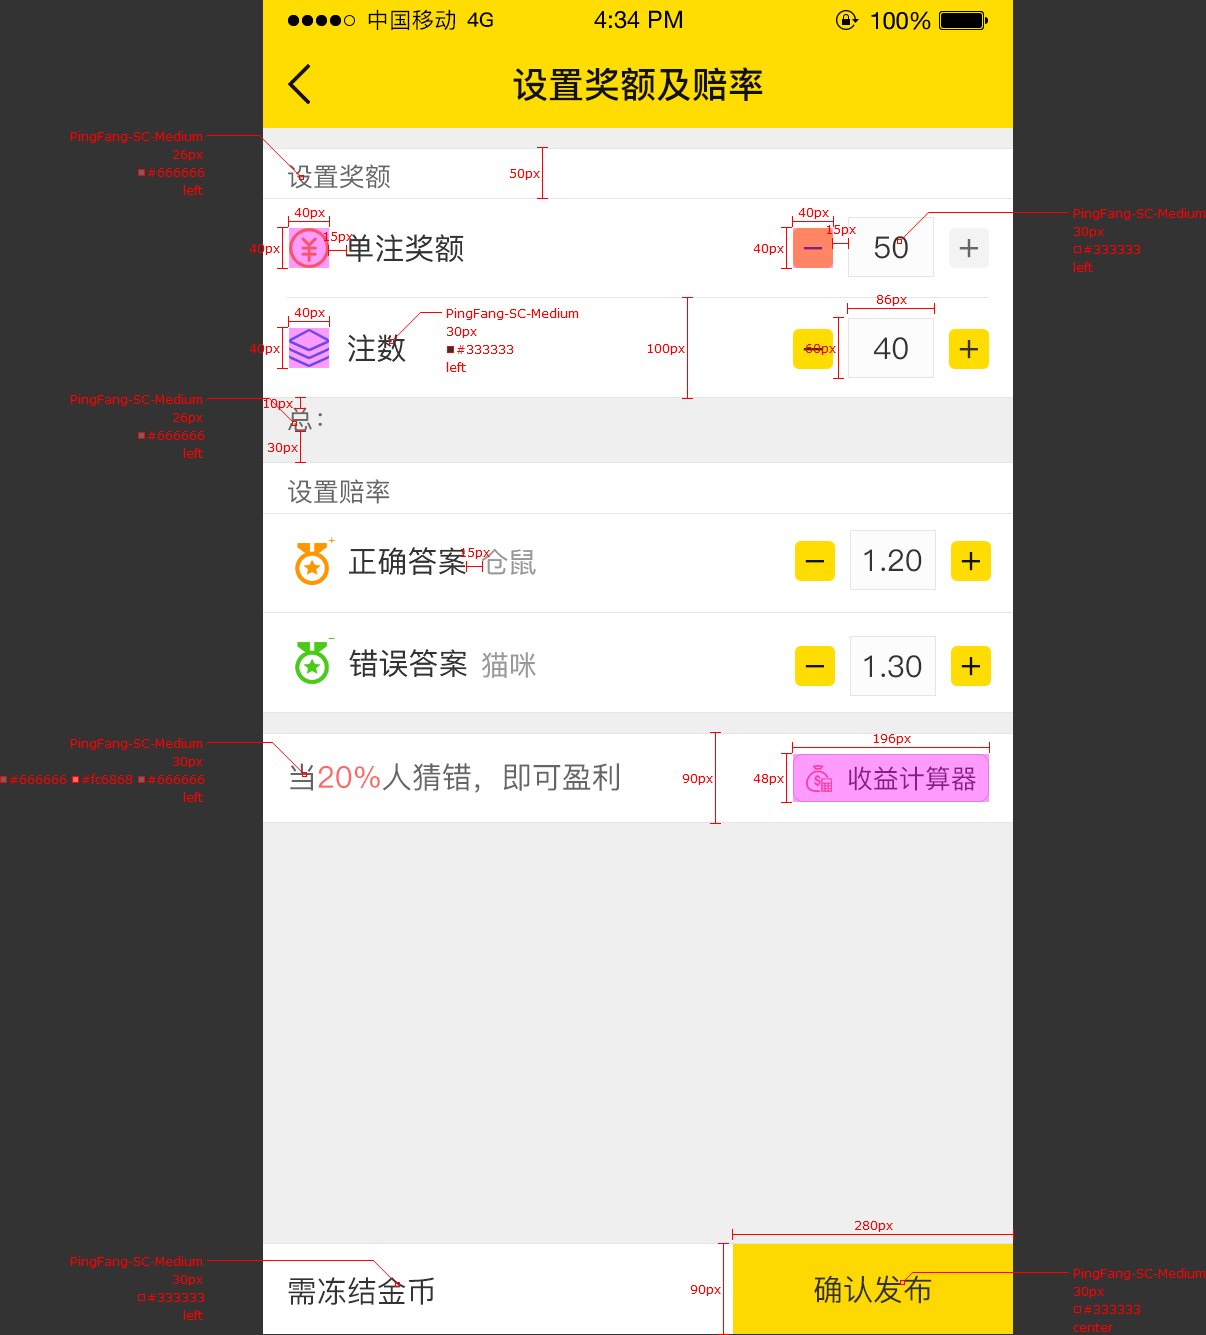 中国移动 4G 4:34 PM 100%
设置奖额及赔率
PingFang-SC-Medium
26px
#666666
left
设置奖额
50px
40px
40px
15px
单注奖额
40px
40px
15px
50
PingFang-SC-Medium
30px
#333333
left
40px
40px
注数
PingFang-SC-Medium
30px
#333333
left
100px
86px
60px
40
PingFang-SC-Medium
26px
#666666
left
10px
总：
30px
设置赔率
正确答案
15px
仓鼠
1.20
错误答案 猫咪
1.30
PingFang-SC-Medium
30px
#666666 #fc6868 #666666
left
当20%人猜错，即可盈利
90px
196px
48px
收益计算器
280px
PingFang-SC-Medium
30px
#333333
left
需冻结金币
90px
确认发布
PingFang-SC-Medium
30px
#333333
center